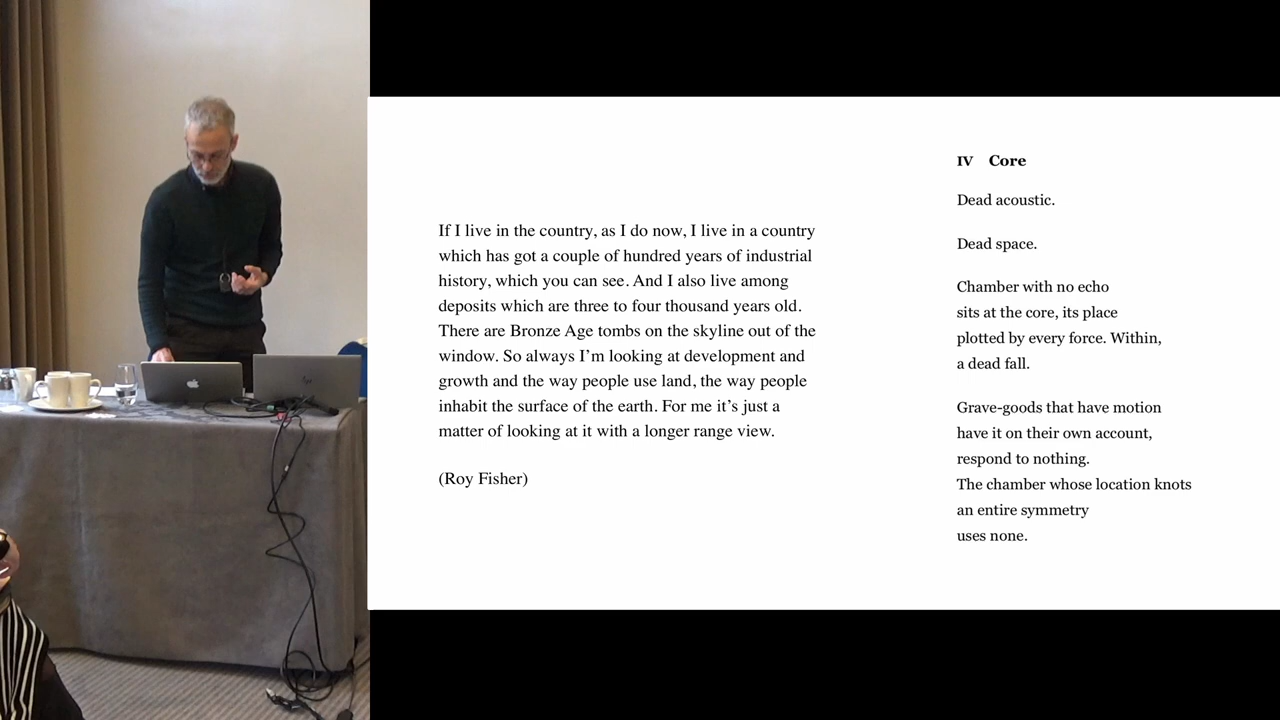 If I live in the country, as I do now, I live in a country
which has got a couple of hundred years of industrial
history, which you can see. And I also live among
deposits which are three to four thousand years old.
There are Bronze Age tombs on the skyline out of the
window. So always I’m looking at development and
growth and the way people use land, the way people
inhabit the surface of the earth. For me it’s just a
matter of looking at it with a longer range view.
(Roy Fisher)
IV Core
Dead acoustic.
Dead space.
Chamber with no echo
sits at the core, its place
plotted by every force. Within,
a dead fall.
Grave-goods that have motion
have it on their own account,
respond to nothing.
The chamber whose location knots
an entire symmetry
uses none.